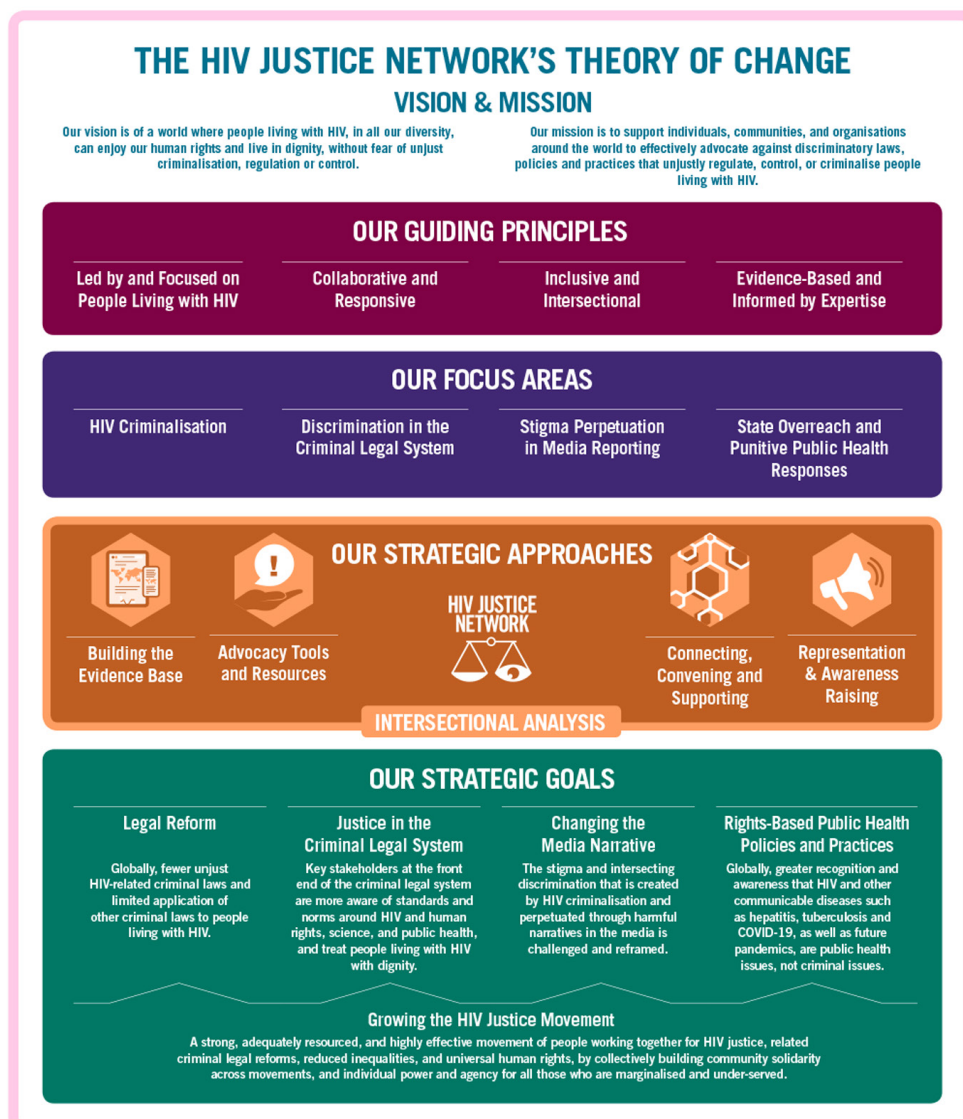 THE HIV JUSTICE NETWORK'S THEORY OF CHANGE
VISION & MISSION
Our vision is of a world where people living with HIV, in all our diversity,
can enjoy our human rights and live in dignity, without fear of unjust
criminalisation, regulation or control.
Our mission is to support individuals, communities, and organisations
around the world to effectively advocate against discriminatory laws,
policies and practices that unjustly regulate, control, or criminalise people
living with HIV.
OUR GUIDING PRINCIPLES
Led by and Focused on
People Living with HIV
Collaborative and
Responsive
Inclusive and
Intersectional
Evidence-Based and
Informed by Expertise
OUR FOCUS AREAS
HIV Criminalisation
Discrimination in the
Criminal Legal System
Stigma Perpetuation
in Media Reporting
State Overreach and
Punitive Public Health
Responses
OUR STRATEGIC APPROACHES
!
HIV JUSTICE
NETWORK
Building the
Evidence Base
Advocacy Tools
and Resources
Connecting,
Convening and
Supporting
Representation
& Awareness
Raising
INTERSECTIONAL ANALYSIS
OUR STRATEGIC GOALS
Legal Reform
Globally, fewer unjust
HIV-related criminal laws and
limited application of
other criminal laws to people
living with HIV.
Justice in the
Criminal Legal System
Key stakeholders at the front
end of the criminal legal system
are more aware of standards and
norms around HIV and human
rights, science, and public health,
and treat people living with HIV
with dignity.
Changing the
Media Narrative
The stigma and intersecting
discrimination that is created
by HIV criminalisation and
perpetuated through harmful
narratives in the media is
challenged and reframed.
Rights-Based Public Health
Policies and Practices
Globally, greater recognition and
awareness that HIV and other
communicable diseases such
as hepatitis, tuberculosis and
COVID-19, as well as future
pandemics, are public health
issues, not criminal issues.
Growing the HIV Justice Movement
A strong, adequately resourced, and highly effective movement of people working together for HIV justice, related
criminal legal reforms, reduced inequalities, and universal human rights, by collectively building community solidarity
across movements, and individual power and agency for all those who are marginalised and under-served.